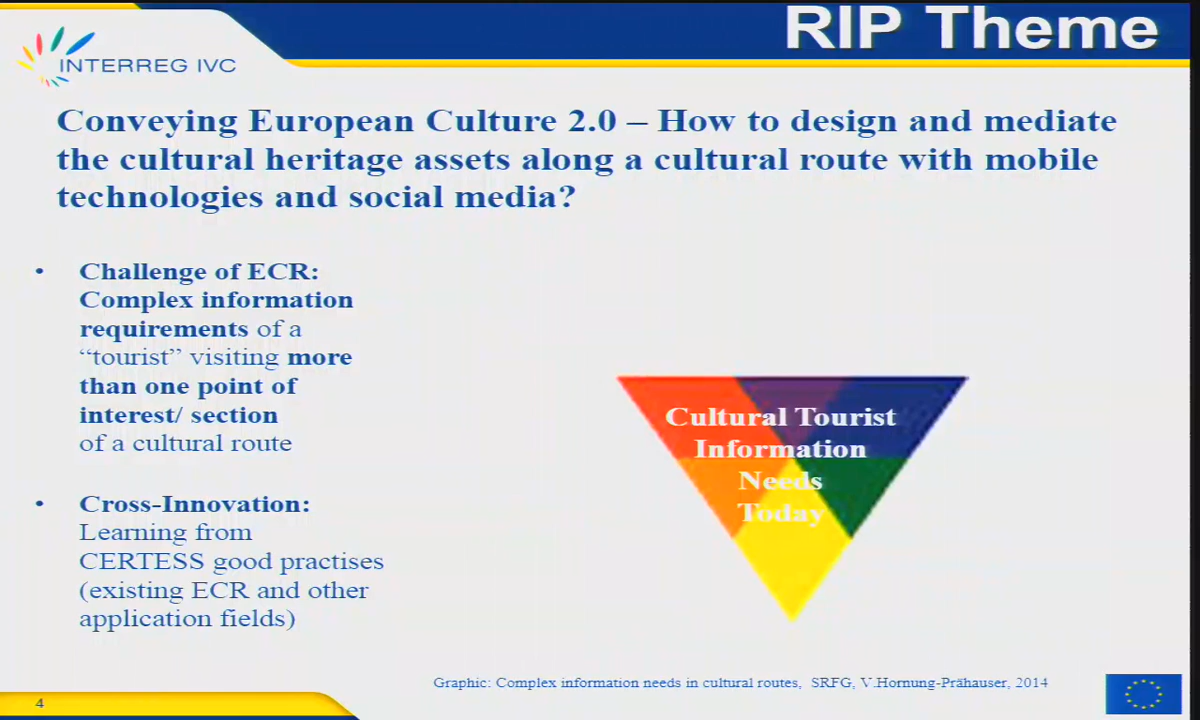 RIP Theme
INTERREG IVC
Conveying European Culture 2.0 – How to design and mediate
the cultural heritage assets along a cultural route with mobile
technologies and social media?
• Challenge of ECR:
Complex information
requirements of a
“tourist” visiting more
than one point of
interest/ section
of a cultural route
• Cross-Innovation:
Learning from
CERTESS good practises
(existing ECR and other
application fields)
Cultural Tourist
Information
Needs
Today
Graphic: Complex information needs in cultural routes, SRFG, V.Hornung-Prähauser, 2014
4